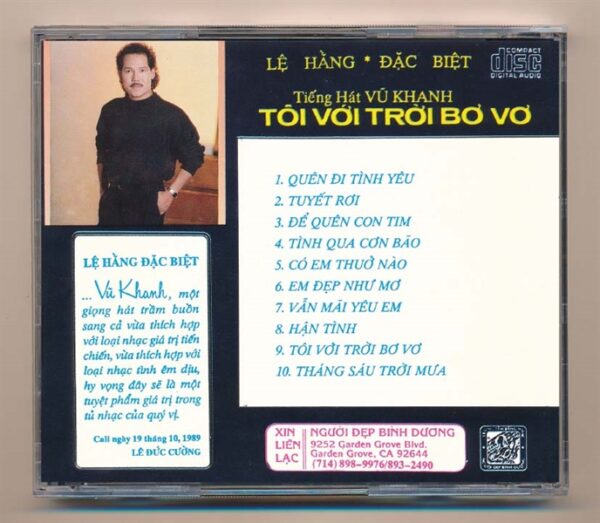 LỆ HẰNG * ĐẶC BIỆT
COMPACT
disc
DIGITAL AUDIO
Tiếng Hát VŨ KHANH
TÔI VỚI TRỜI BƠ VƠ
1. QUÊN ĐI TÌNH YÊU
2. TUYẾT RƠI
3. ĐỂ QUÊN CON TIM
4. TÌNH QUA CƠN BÃO
5. CÓ EM THUỞ NÀO
6. EM ĐẸP NHƯ MƠ
7. VẪN MÃI YÊU EM
8. HẬN TÌNH
9. TÔI VỚI TRỜI BƠ VƠ
10. THÁNG SÁU TRỜI MƯA
LỆ HẰNG ĐẶC BIỆT
... Vũ Khanh, một
giọng hát trầm buồn
sang cả vừa thích hợp
với loại nhạc giá trị tiền
chiến, vừa thích hợp với
loại nhạc tình êm dịu,
hy vọng đây sẽ là một
tuyệt phẩm giá trị trong
tủ nhạc của quý vị.
Cali ngày 19 tháng 10, 1989
LÊ ĐỨC CƯỜNG
XIN
LIÊN
LẠC
NGƯỜI ĐẸP BÌNH DƯƠNG
9252 Garden Grove Blvd.
Garden Grove, CA 92644
(714) 898-9976/893-2490